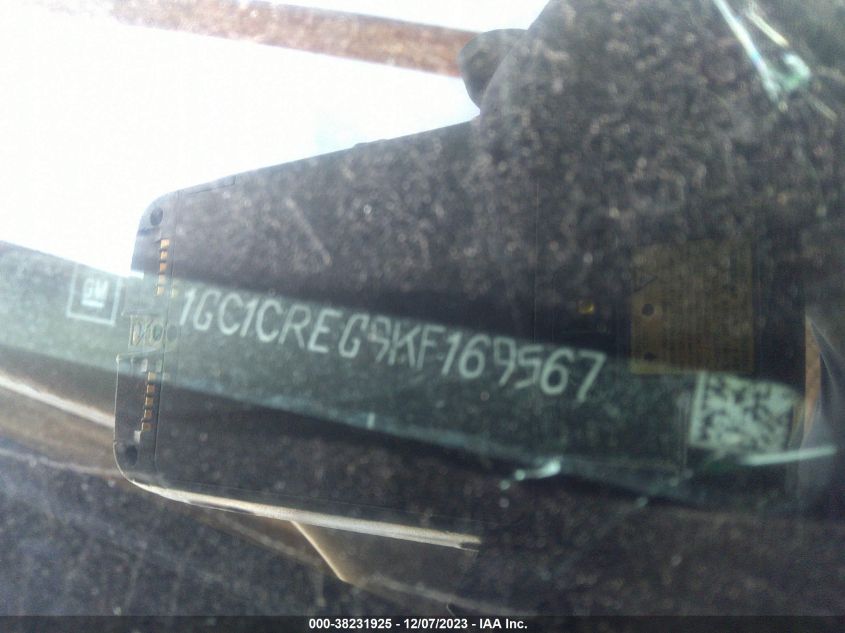 GM
1GC1CREG9KF169567
000-38231925 - 12/07/2023 - IAA Inc.